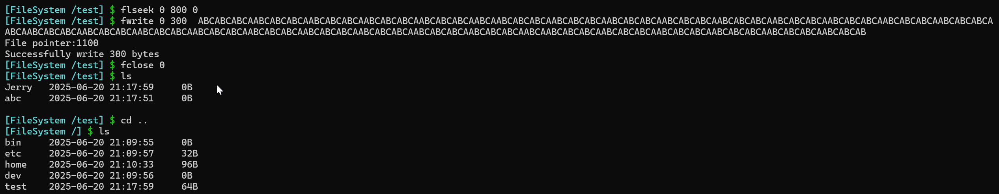 [FileSystem /test] $ flseek 0 800 0
[FileSystem /test] $ fwrite 0 300  ABCABCABCAABCABCABCAABCABCABCAABCABCABCAABCABCABCAABCABCABCAABCABCABCAABCABCABCAABCABCABCAABCABCABCAABCABCABCAABCABCABCAABCABCABCAABCABCABCA
ABCAABCABCABCAABCABCABCAABCABCABCAABCABCABCAABCABCABCAABCABCABCAABCABCABCAABCABCABCAABCABCABCAABCABCABCAABCABCABCAABCABCABCAABCABCABCAABCABCABCAABCABCAB
File pointer:1100
Successfully write 300 bytes
[FileSystem /test] $ fclose 0
[FileSystem /test] $ ls
Jerry   2025-06-20 21:17:59     0B
abc     2025-06-20 21:17:51     0B
[FileSystem /test] $ cd ..
[FileSystem /] $ ls
bin     2025-06-20 21:09:55     0B
etc     2025-06-20 21:09:57     32B
home    2025-06-20 21:10:33     96B
dev     2025-06-20 21:09:56     0B
test    2025-06-20 21:17:59     64B